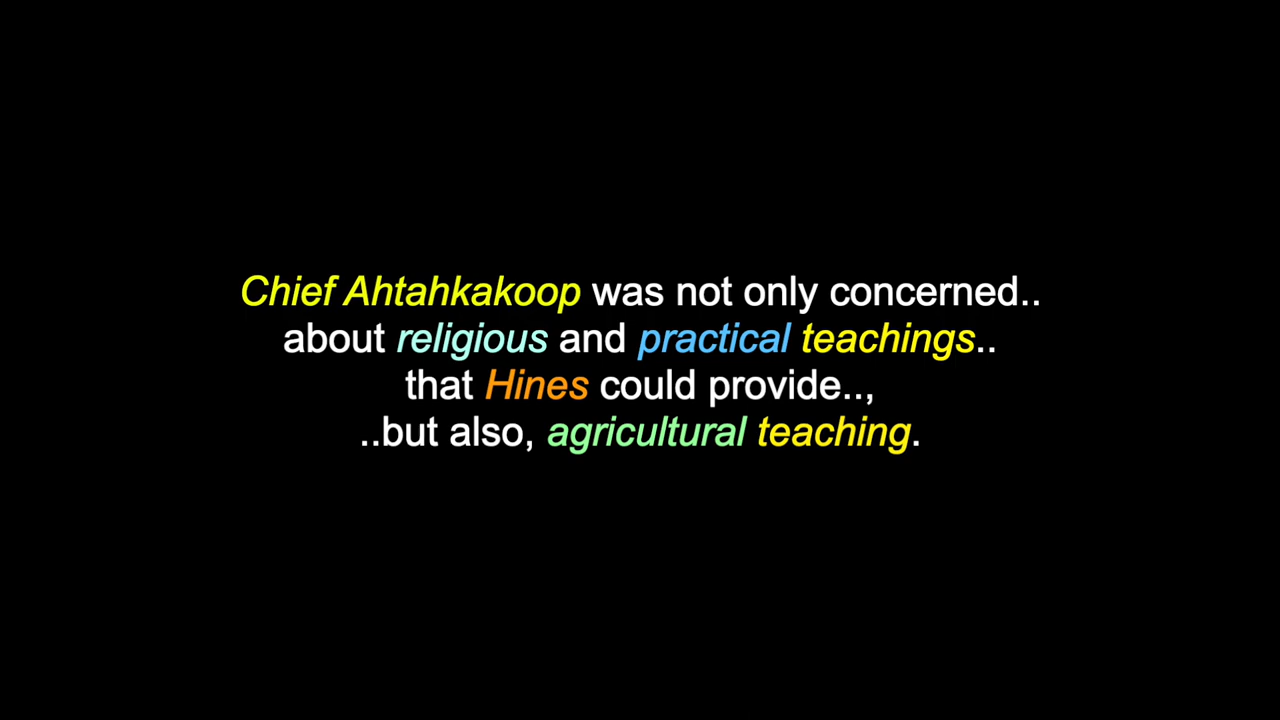 Chief Ahtahkakoop was not only concerned..
about religious and practical teachings..
that Hines could provide..,
..but also, agricultural teaching.